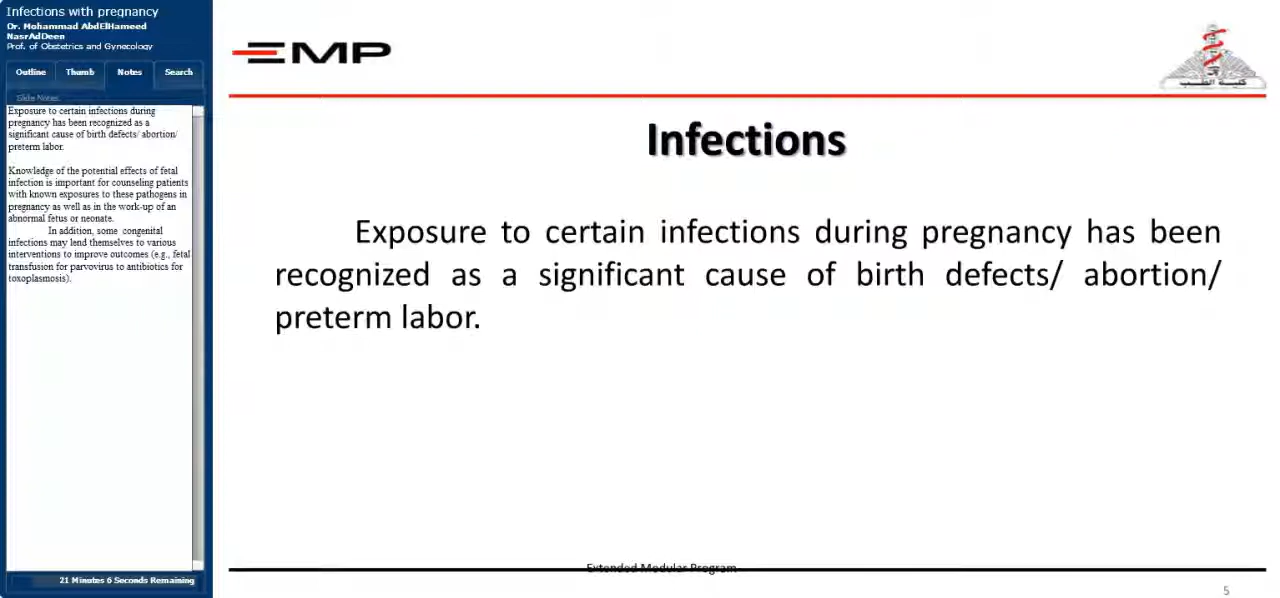 Infections with pregnancy
Dr. Mohammad AbdElHameed
NasrAdDeen
Prof. of Obstetrics and Gynecology
Outline Thumb Notes Search
Slide Notes
Exposure to certain infections during
pregnancy has been recognized as a
significant cause of birth defects/ abortion/
preterm labor.
Knowledge of the potential effects of fetal
infection is important for counseling patients
with known exposures to these pathogens in
pregnancy as well as in the work-up of an
abnormal fetus or neonate.
In addition, some congenital
infections may lend themselves to various
interventions to improve outcomes (e.g., fetal
transfusion for parvovirus to antibiotics for
toxoplasmosis).
21 Minutes 6 Seconds Remaining
EMP
كلية الطب
Infections
Exposure to certain infections during pregnancy has been
recognized as a significant cause of birth defects/ abortion/
preterm labor.
Extended Modular Program
5